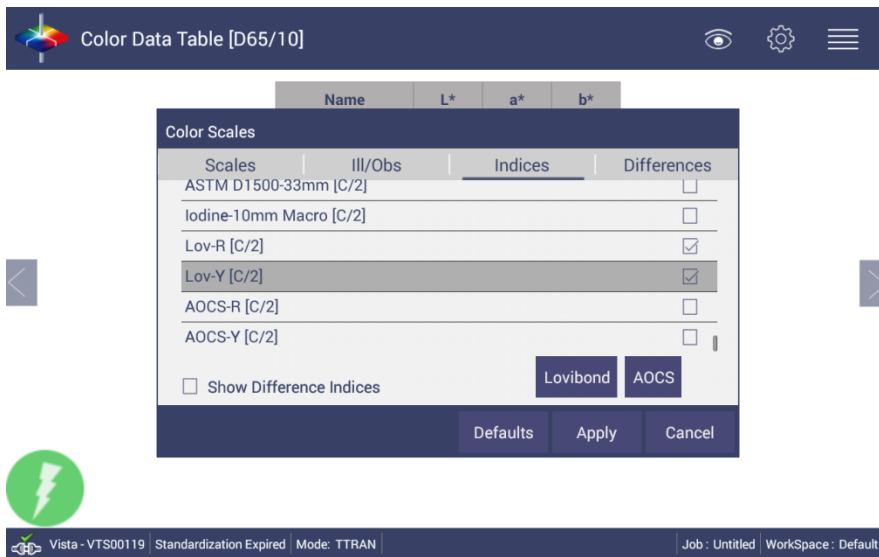 Color Data Table [D65/10]
Name L* a* b*
Color Scales
Scales Ill/Obs Indices Differences
ASTM D1500-33mm [C/2]
Iodine-10mm Macro [C/2]
Lov-R [C/2]
Lov-Y [C/2]
AOCS-R [C/2]
AOCS-Y [C/2]
Lovibond AOCS
Show Difference Indices
Defaults Apply Cancel
Vista - VTS00119 Standardization Expired Mode: TTRAN Job : Untitled WorkSpace : Default